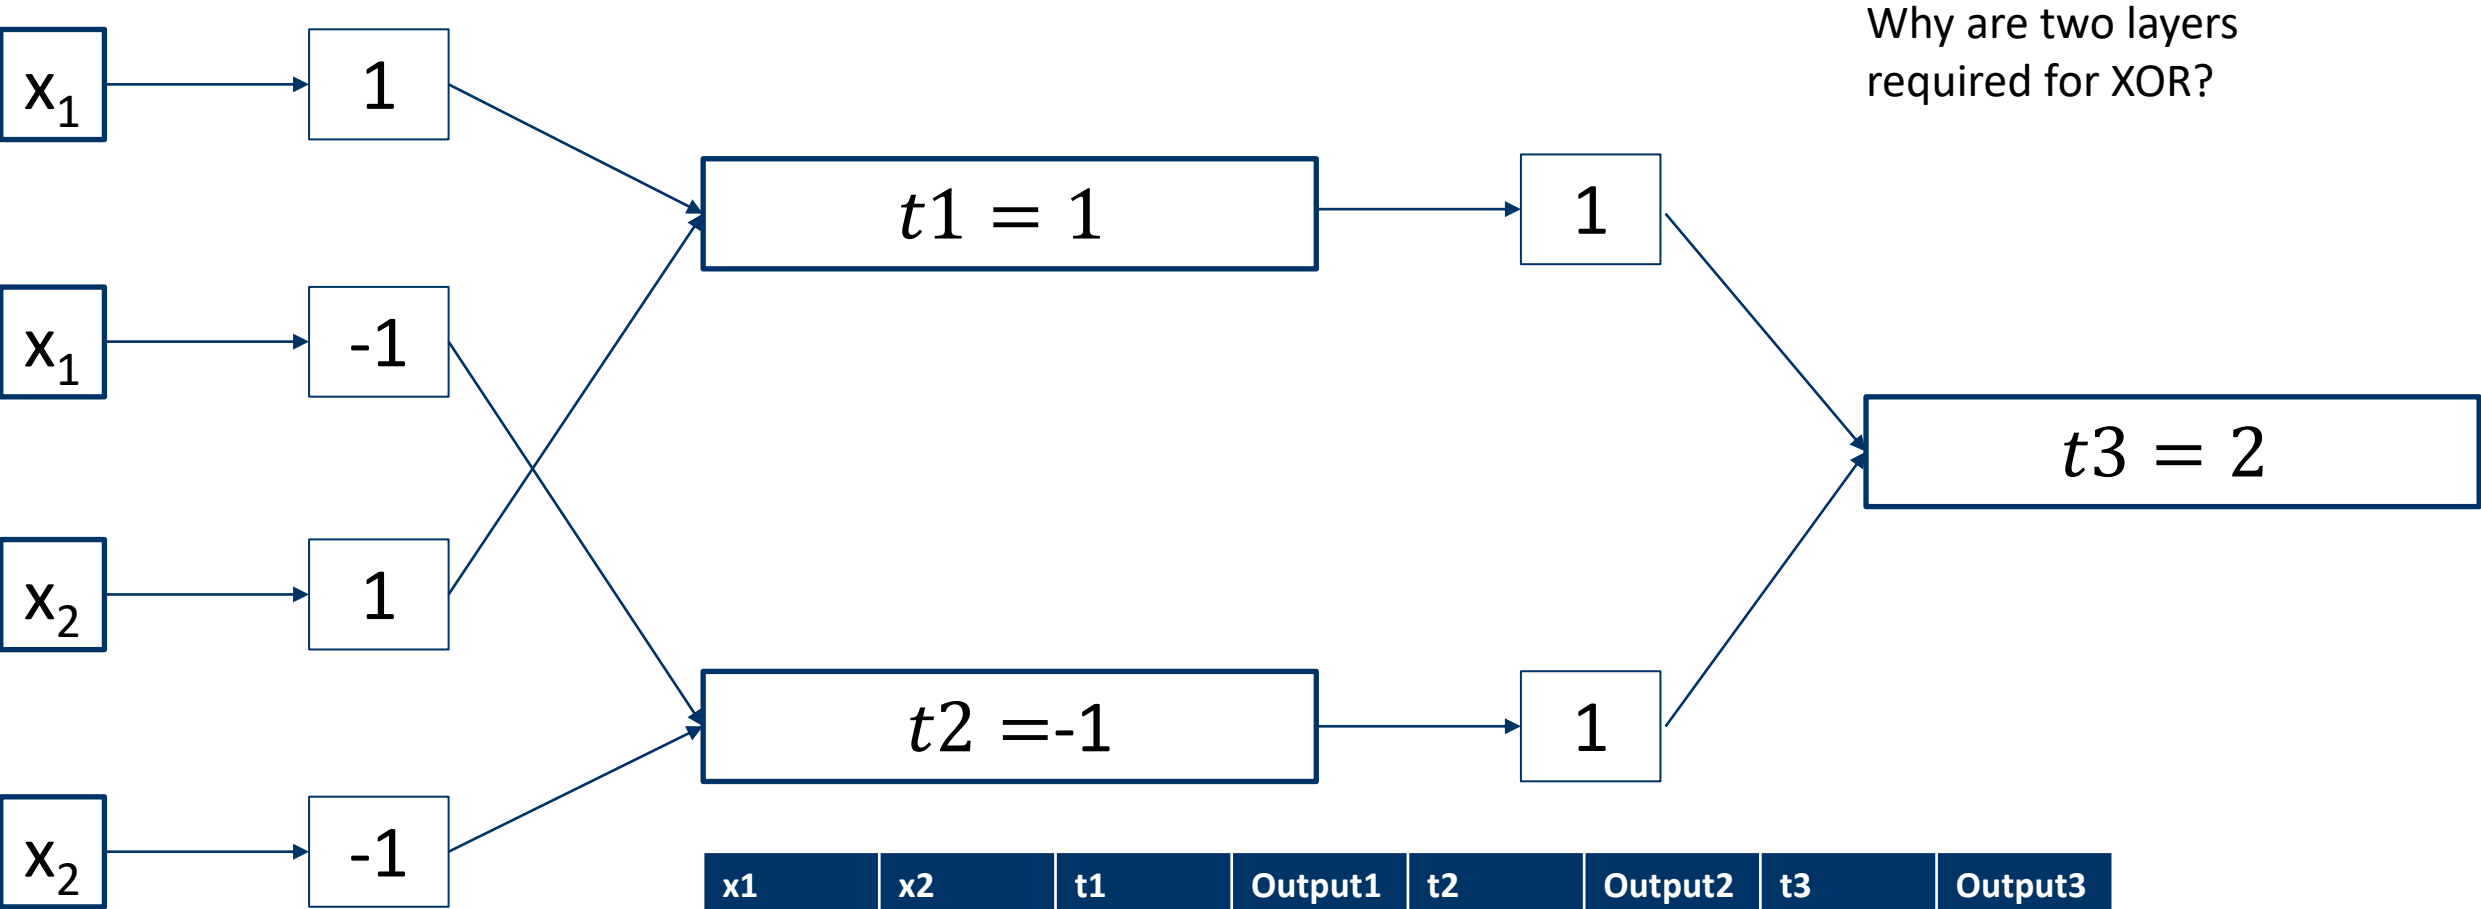 Why are two layers
required for XOR?
x₁ 1
t1 = 1 1
x₁ -1
t3 = 2
x₂ 1
t2 =-1 1
x₂ -1
x1 x2 t1 Output1 t2 Output2 t3 Output3